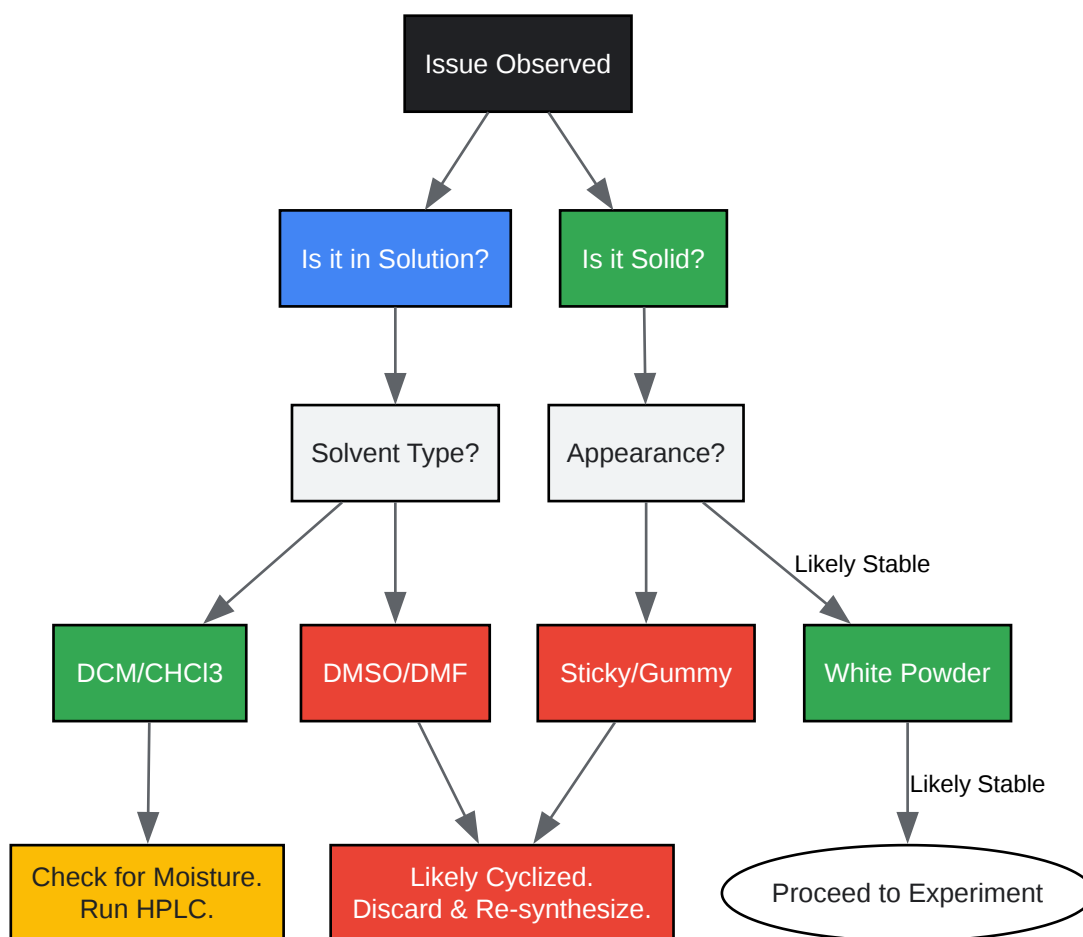 Issue Observed
Is it in Solution?
Is it Solid?
Solvent Type?
Appearance?
Likely Stable
DCM/CHCl3
DMSO/DMF
Sticky/Gummy
White Powder
Likely Stable
Check for Moisture.
Run HPLC.
Likely Cyclized.
Discard & Re-synthesize.
Proceed to Experiment